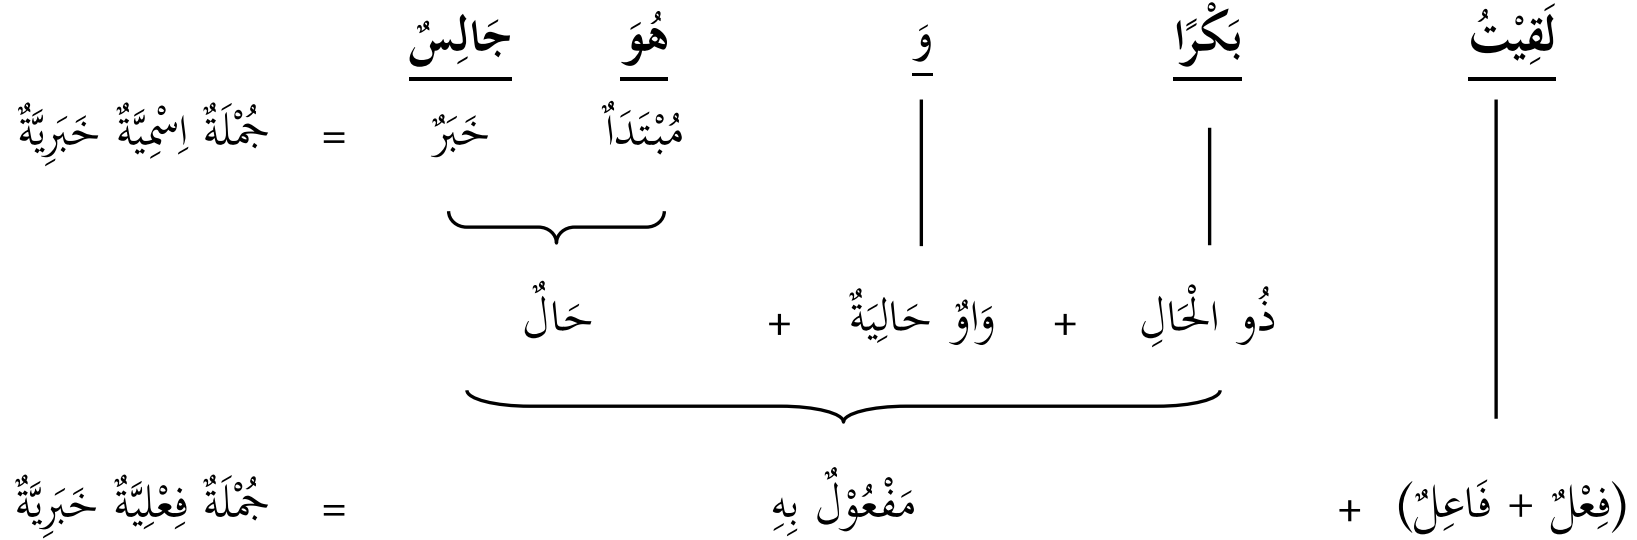 لَقِيْتُ بَكْرًا وَ هُوَ جَالِسٌ
مُبْتَدَأٌ خَبَرٌ = جُمْلَةٌ اِسْمِيَّةٌ خَبَرِيَّةٌ
ذُو الْحَالِ + وَاوٌ حَالِيَةٌ + حَالٌ
(فِعْلٌ + فَاعِلٌ) + مَفْعُوْلٌ بِهِ = جُمْلَةٌ فِعْلِيَّةٌ خَبَرِيَّةٌ